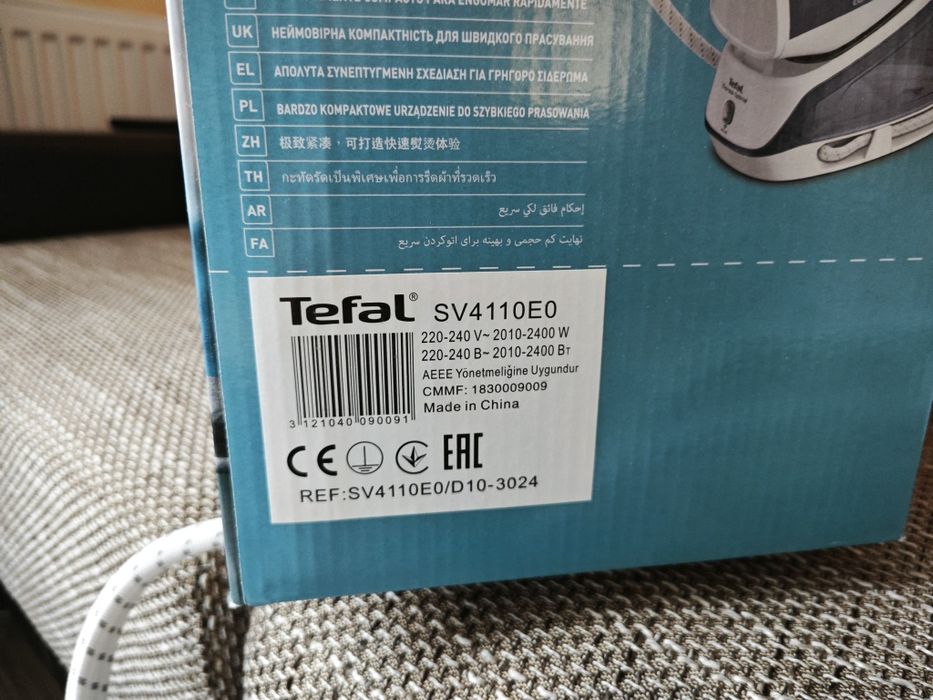 COMPACTO PARA ENGOMAR RAPIDAMENTE
UK НЕЙМОВІРНА КОМПАКТНІСТЬ ДЛЯ ШВИДКОГО ПРАСУВАННЯ
EL ΑΠΟΛΥΤΑ ΣΥΝΕΠΤΥΓΜΕΝΗ ΣΧΕΔΙΑΣΗ ΓΙΑ ΓΡΗΓΟΡΟ ΣΙΔΕΡΩΜΑ
PL BARDZO KOMPAKTOWE URZĄDZENIE DO SZYBKIEGO PRASOWANIA
ZH 极致紧凑，可打造快速熨烫体验
TH กะทัดรัดเป็นพิเศษเพื่อการรีดผ้าที่รวดเร็ว
AR إحكام فائق لكي سريع
FA نهایت کم حجمی و بهینه برای اتوکردن سریع
Tefal
Tefal® SV4110E0
220-240 V~ 2010-2400 W
220-240 В~ 2010-2400 Вт
AEEE Yönetmeliğine Uygundur
CMMF: 1830009009
Made in China
3 121040 090091
CE EAC
REF:SV4110E0/D10-3024